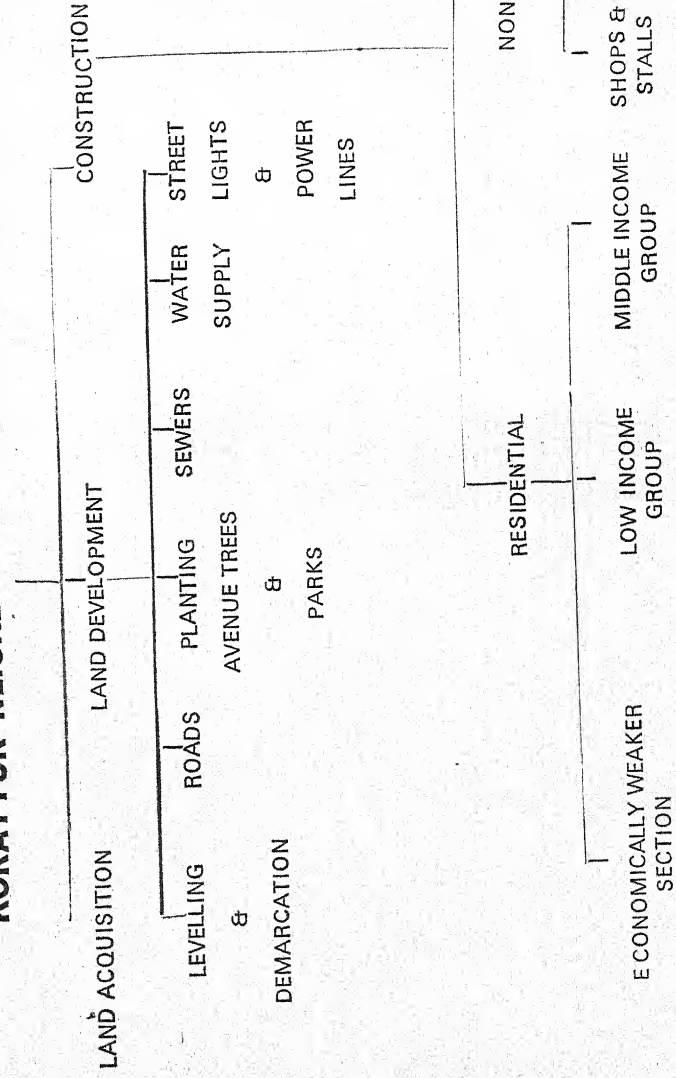 LAND ACQUISITION
LAND DEVELOPMENT
CONSTRUCTION
LEVELLING
&
DEMARCATION
ROADS
PLANTING
AVENUE TREES
&
PARKS
SEWERS
WATER
SUPPLY
STREET
LIGHTS
&
POWER
LINES
RESIDENTIAL
NON
E CONOMICALLY WEAKER
SECTION
LOW INCOME
GROUP
MIDDLE INCOME
GROUP
SHOPS &
STALLS